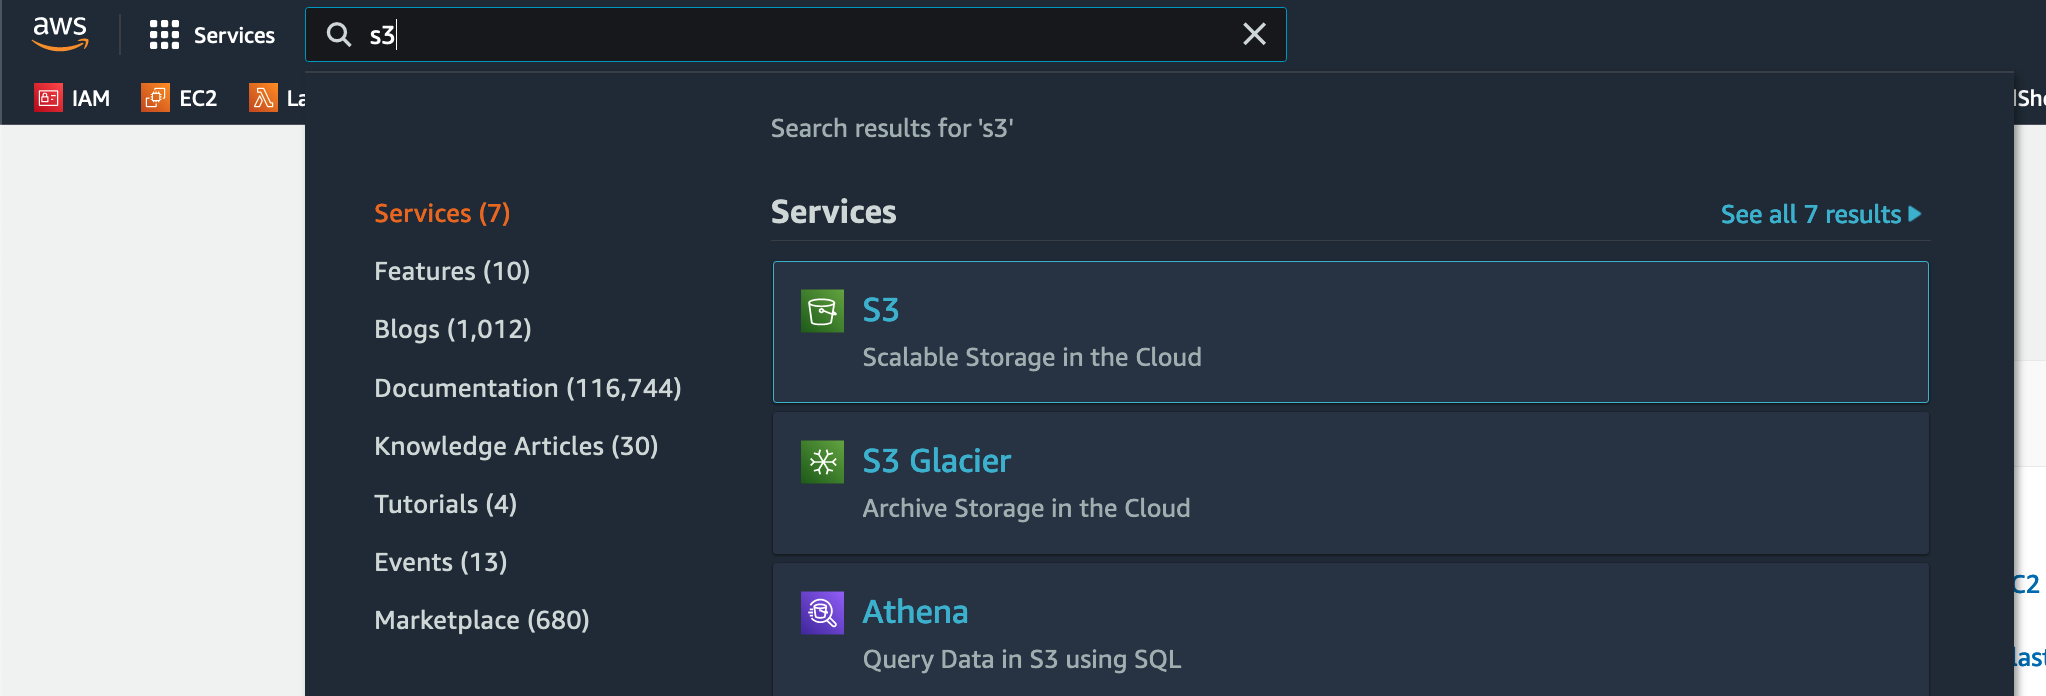 aws
Services
s3
IAM
EC2
Search results for 's3'
Services (7)
Features (10)
Blogs (1,012)
Documentation (116,744)
Knowledge Articles (30)
Tutorials (4)
Events (13)
Marketplace (680)
Services
See all 7 results
S3
Scalable Storage in the Cloud
S3 Glacier
Archive Storage in the Cloud
Athena
Query Data in S3 using SQL